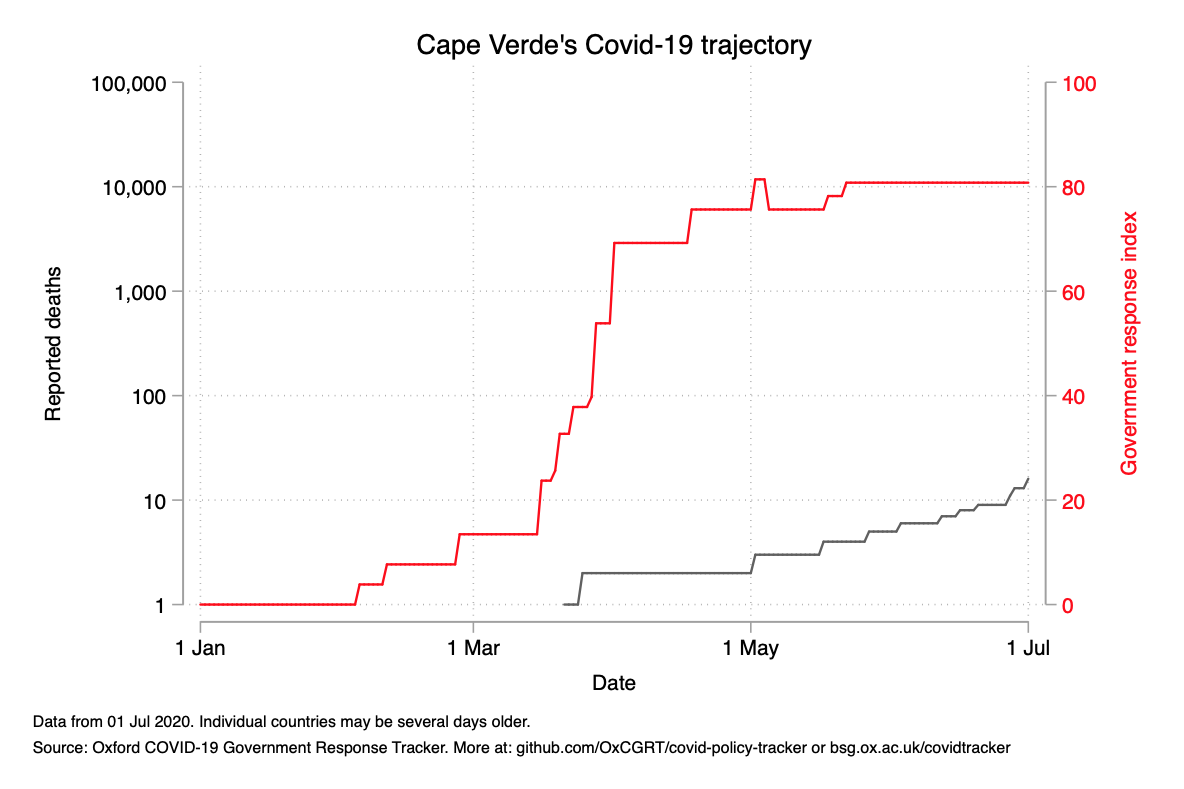 Cape Verde's Covid-19 trajectory
100,000
10,000
1,000
100
10
1
Reported deaths
100
80
60
40
20
0
Government response index
1 Jan
1 Mar
1 May
1 Jul
Date
Data from 01 Jul 2020. Individual countries may be several days older.
Source: Oxford COVID-19 Government Response Tracker. More at: github.com/OxCGRT/covid-policy-tracker or bsg.ox.ac.uk/covidtracker